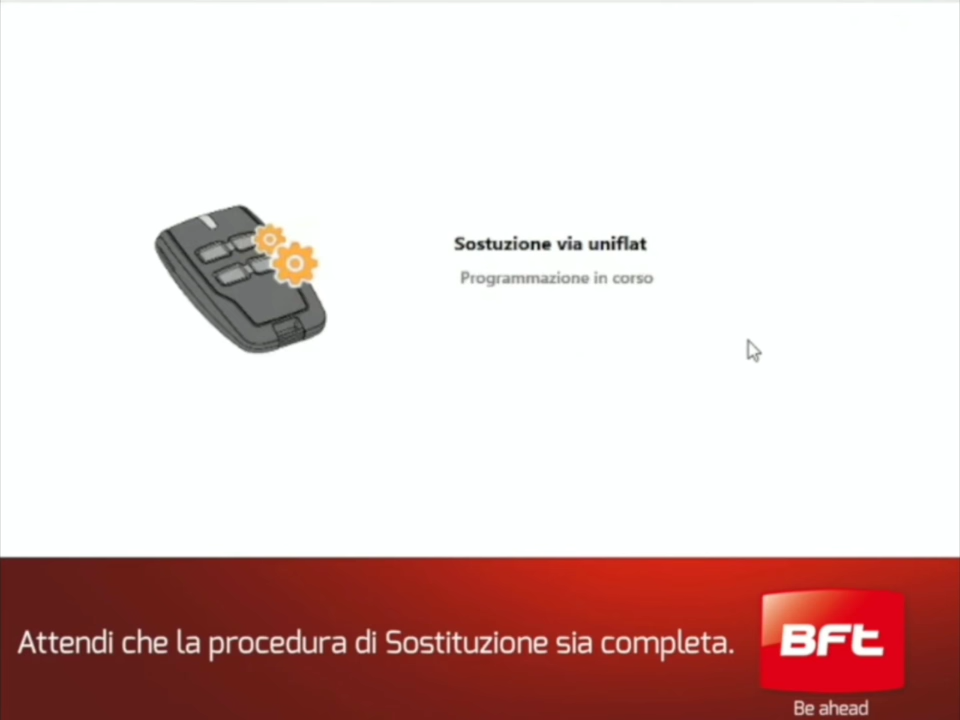 Sostuzione via uniflat
Programmazione in corso
Attendi che la procedura di Sostituzione sia completa.
BFt
Be ahead